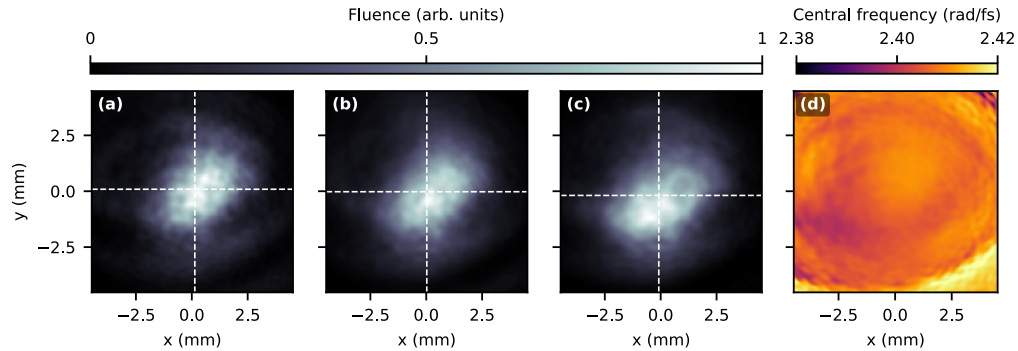 Fluence (arb. units)
Central frequency (rad/fs)
0 0.5 1
2.38 2.40 2.42
(a) (b) (c) (d)
2.5
0.0
−2.5
y (mm)
−2.5 0.0 2.5 −2.5 0.0 2.5 −2.5 0.0 2.5 −2.5 0.0 2.5
x (mm) x (mm) x (mm) x (mm)